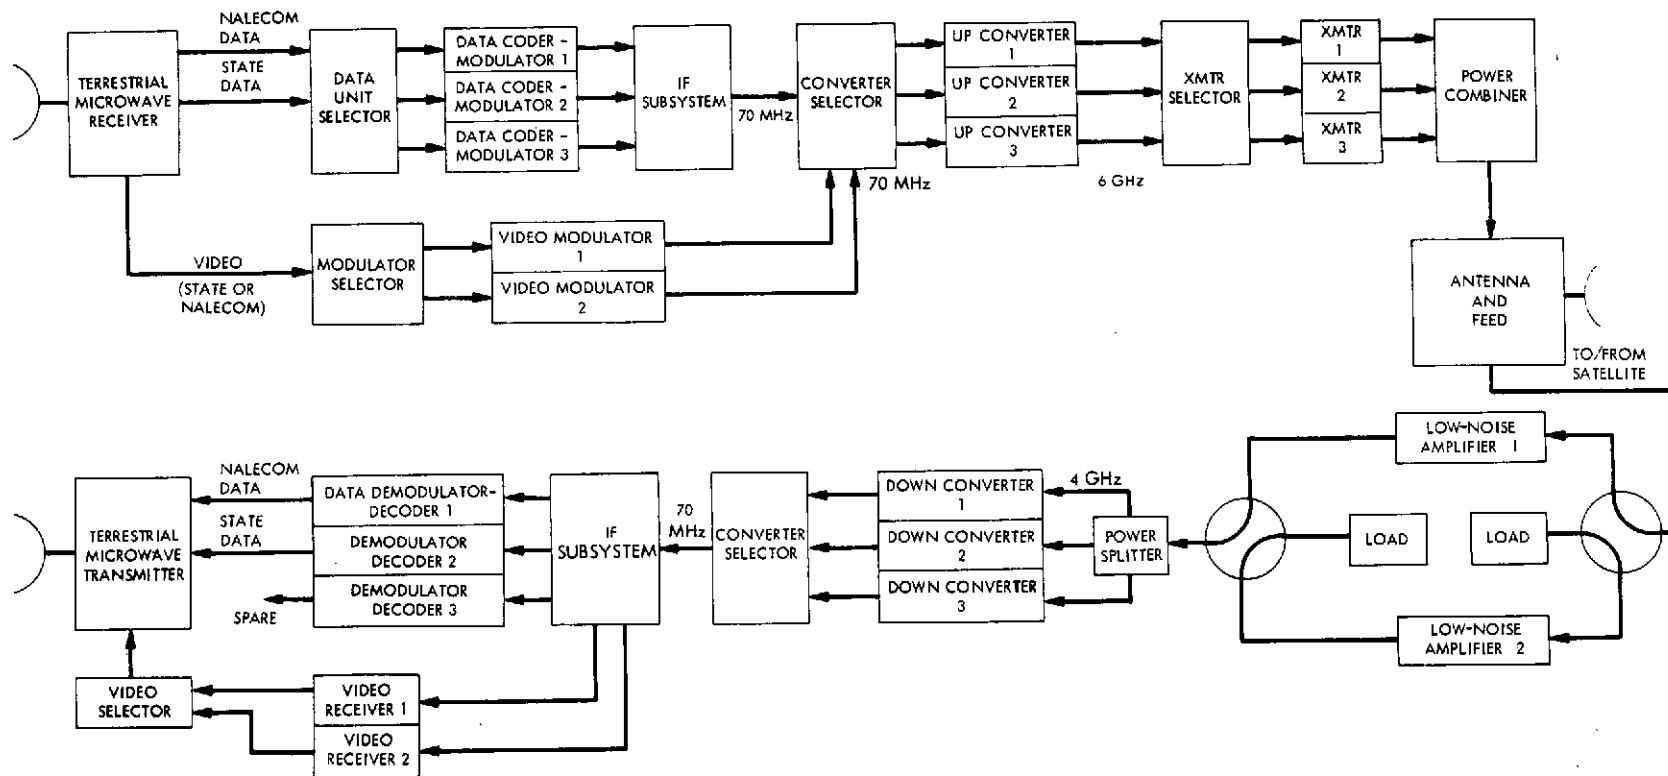 NALECOM
DATA
STATE
DATA
TERRESTRIAL
MICROWAVE
RECEIVER
DATA
UNIT
SELECTOR
DATA CODER -
MODULATOR 1
DATA CODER -
MODULATOR 2
DATA CODER -
MODULATOR 3
IF
SUBSYSTEM
70 MHz
CONVERTER
SELECTOR
UP CONVERTER
1
UP CONVERTER
2
UP CONVERTER
3
70 MHz
6 GHz
XMTR
SELECTOR
XMTR
1
XMTR
2
XMTR
3
POWER
COMBINER
VIDEO
(STATE OR
NALECOM)
MODULATOR
SELECTOR
VIDEO MODULATOR
1
VIDEO MODULATOR
2
ANTENNA
AND
FEED
TO/FROM
SATELLITE
TERRESTRIAL
MICROWAVE
TRANSMITTER
NALECOM
DATA
STATE
DATA
SPARE
DATA DEMODULATOR-
DECODER 1
DEMODULATOR
DECODER 2
DEMODULATOR
DECODER 3
IF
SUBSYSTEM
70
MHz
CONVERTER
SELECTOR
DOWN CONVERTER
1
DOWN CONVERTER
2
DOWN CONVERTER
3
4 GHz
POWER
SPLITTER
LOW-NOISE
AMPLIFIER 1
LOAD
LOAD
LOW-NOISE
AMPLIFIER 2
VIDEO
SELECTOR
VIDEO
RECEIVER 1
VIDEO
RECEIVER 2